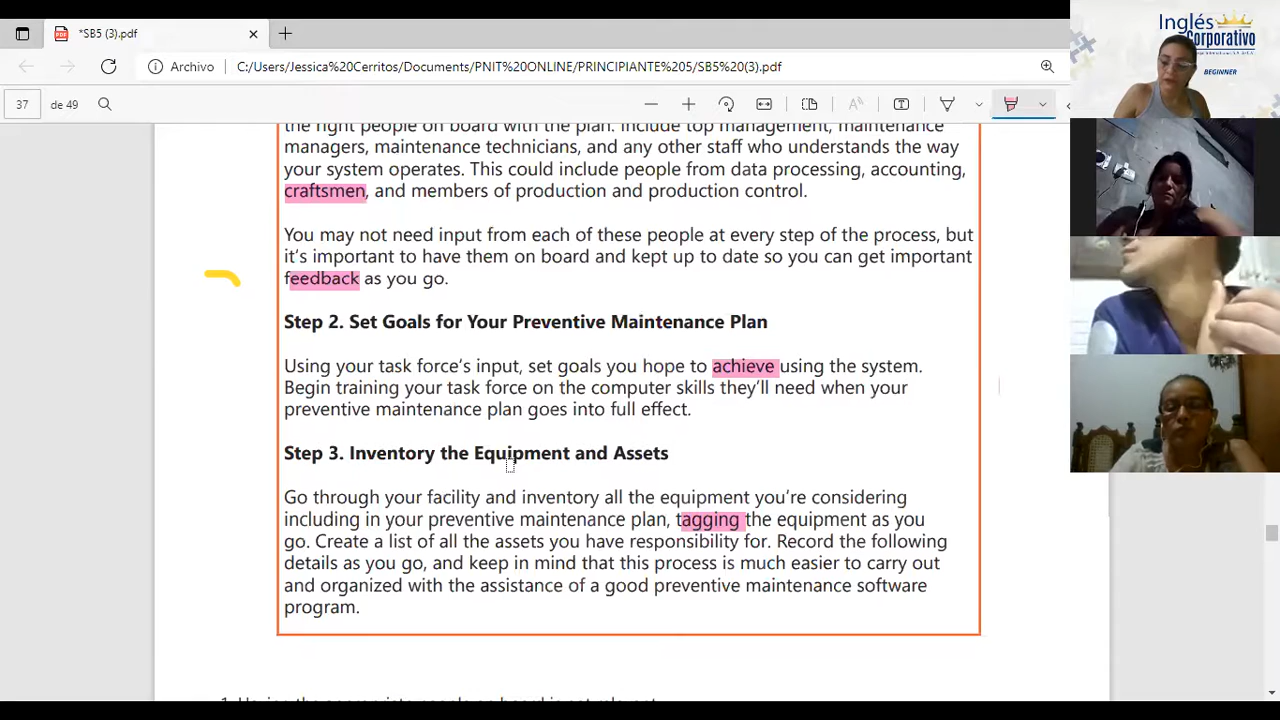 *SB5 (3).pdf
Archivo
C:/Users/Jessica%20Cerritos/Documents/PNL%20ONLINE/PRINCIPIANTE%205/SB5%20(3).pdf
37
de 49
the right people on board with the plan. Include top management, maintenance
managers, maintenance technicians, and any other staff who understands the way
your system operates. This could include people from data processing, accounting,
craftsmen, and members of production and production control.
You may not need input from each of these people at every step of the process, but
it's important to have them on board and kept up to date so you can get important
feedback as you go.
Step 2. Set Goals for Your Preventive Maintenance Plan
Using your task force's input, set goals you hope to achieve using the system.
Begin training your task force on the computer skills they'll need when your
preventive maintenance plan goes into full effect.
Step 3. Inventory the Equipment and Assets
Go through your facility and inventory all the equipment you're considering
including in your preventive maintenance plan, tagging the equipment as you
go. Create a list of all the assets you have responsibility for. Record the following
details as you go, and keep in mind that this process is much easier to carry out
and organized with the assistance of a good preventive maintenance software
program.
1. Having the appropriate people on board is not relevant
Inglés
Corporativo
BEGINNER